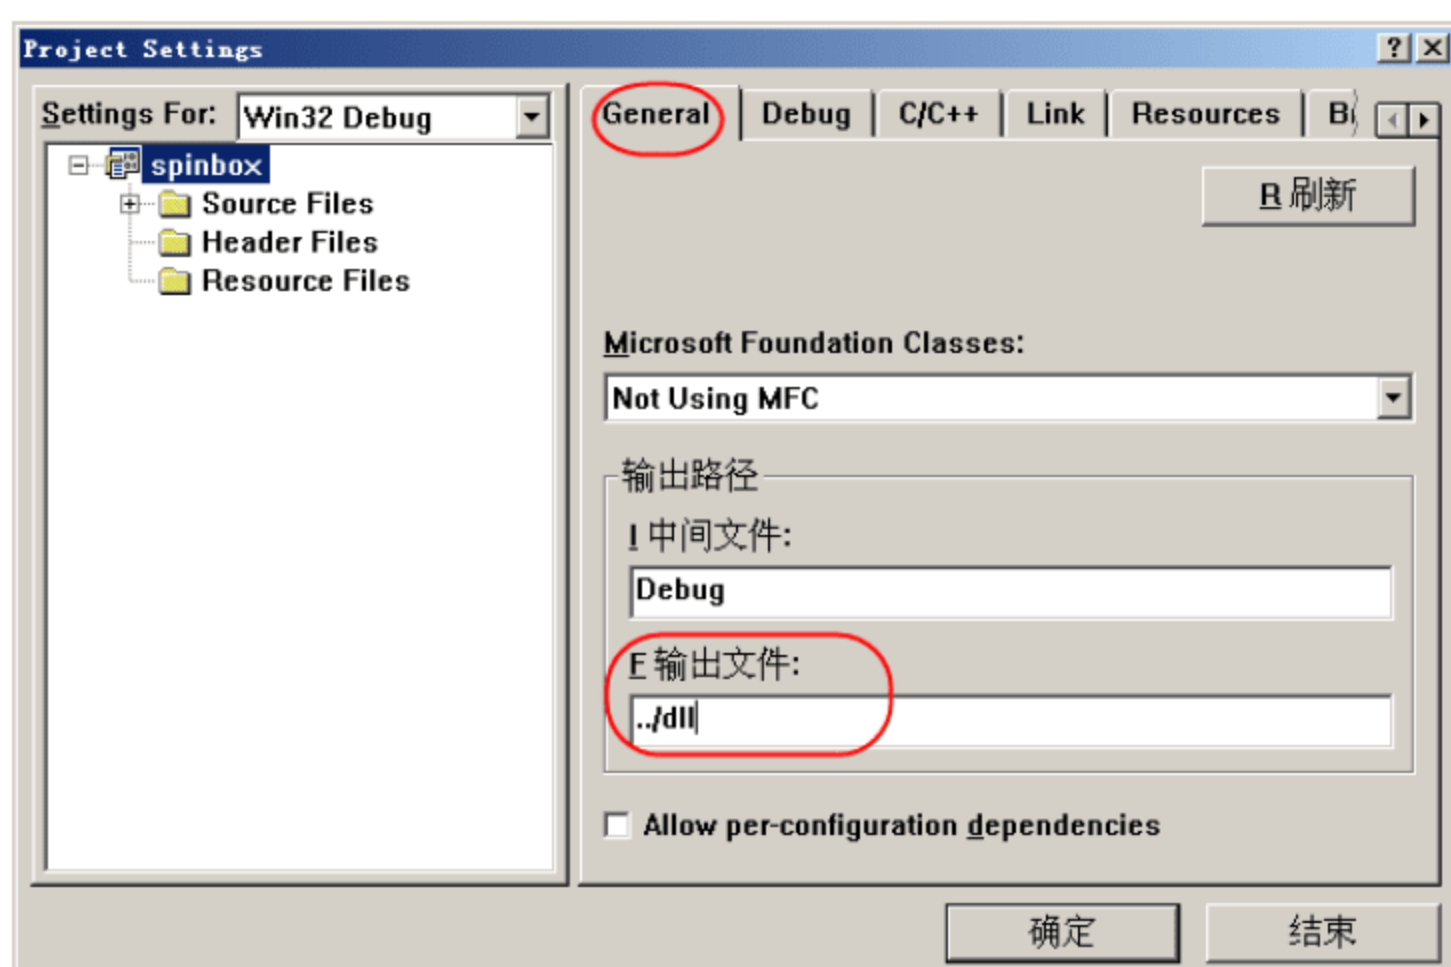 Project Settings
Settings For: Win32 Debug
spinbox
Source Files
Header Files
Resource Files
General Debug C/C++ Link Resources
R 刷新
Microsoft Foundation Classes:
Not Using MFC
输出路径
I 中间文件:
Debug
F 输出文件:
../dll
Allow per-configuration dependencies
确定 结束